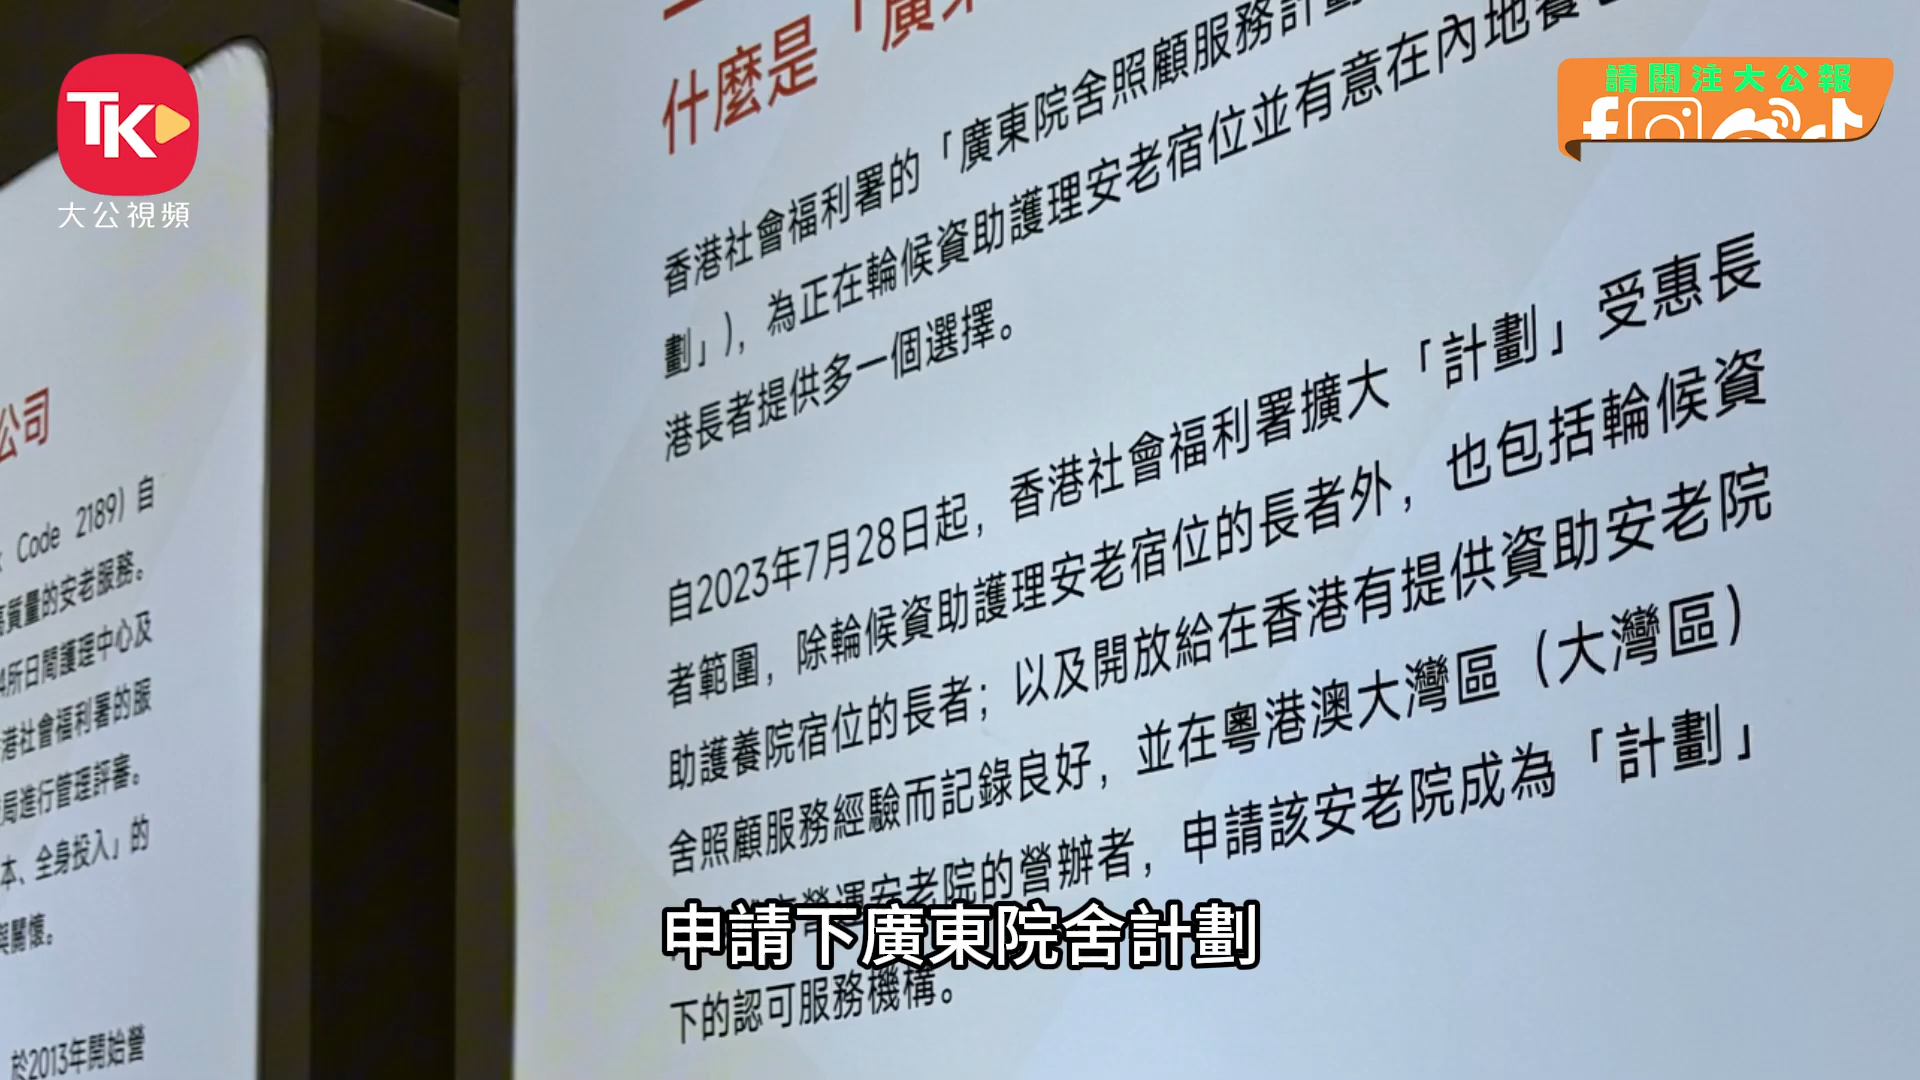 TK
大公視頻
請關注大公報
公司
Code 2189) 自
高質量的安老服務。
4所日間護理中心及
港社會福利署的服
局進行管理評審。
本、全身投入」的
與關懷。
於2013年開始營
什麼是「廣東
香港社會福利署的「廣東院舍照顧服務計劃
劃」)，為正在輪候資助護理安老宿位並有意在內地養老
港長者提供多一個選擇。
自2023年7月28日起，香港社會福利署擴大「計劃」受惠長
者範圍，除輪候資助護理安老宿位的長者外，也包括輪候資
助護養院宿位的長者；以及開放給在香港有提供資助安老院
舍照顧服務經驗而記錄良好，並在粵港澳大灣區（大灣區）
營運安老院的營辦者，申請該安老院成為「計劃」
下的認可服務機構。
申請下廣東院舍計劃